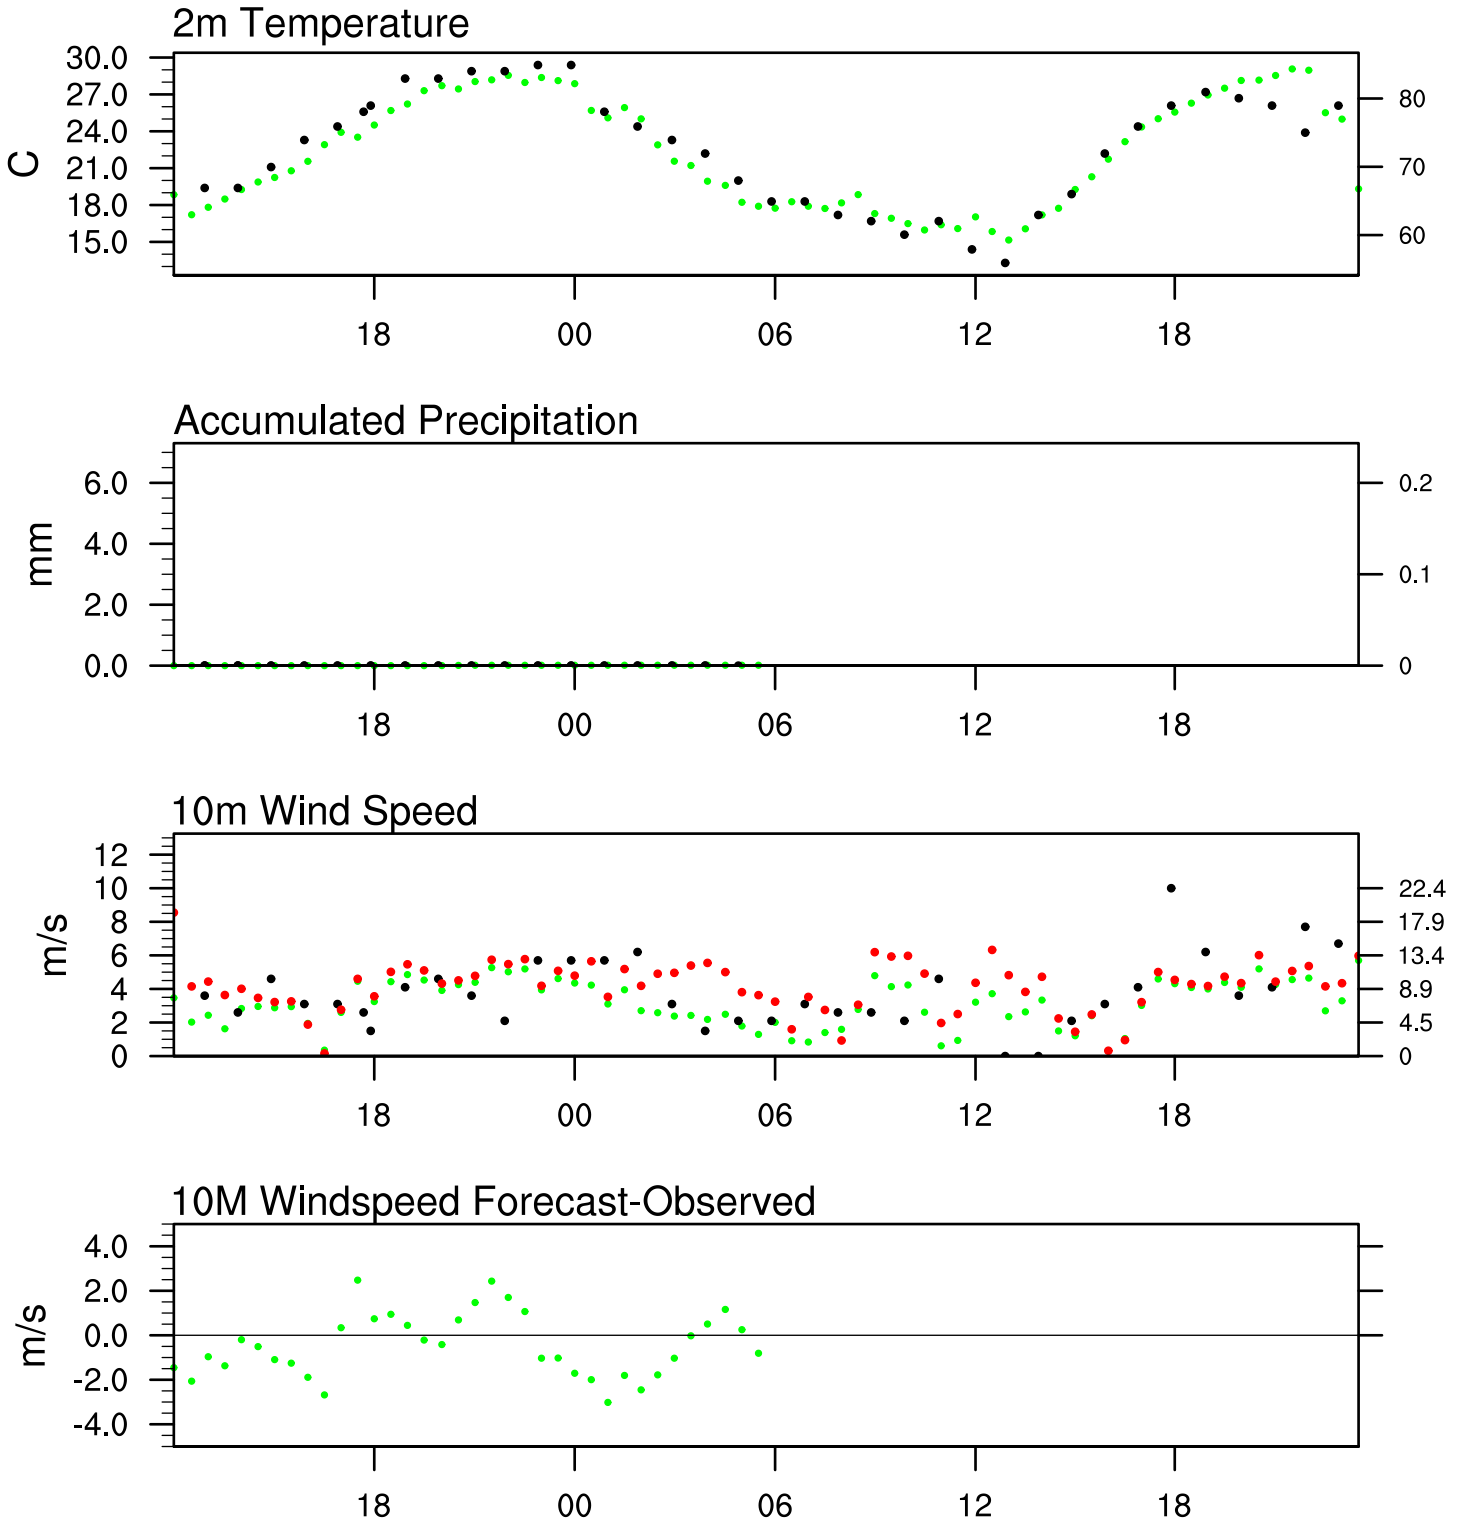 2m Temperature
30.0
27.0
24.0
21.0
18.0
15.0
C
80
70
60
18 00 06 12 18
Accumulated Precipitation
6.0
4.0
2.0
0.0
mm
0.2
0.1
0
18 00 06 12 18
10m Wind Speed
12
10
8
6
4
2
0
m/s
22.4
17.9
13.4
8.9
4.5
0
18 00 06 12 18
10M Windspeed Forecast-Observed
4.0
2.0
0.0
-2.0
-4.0
m/s
18 00 06 12 18